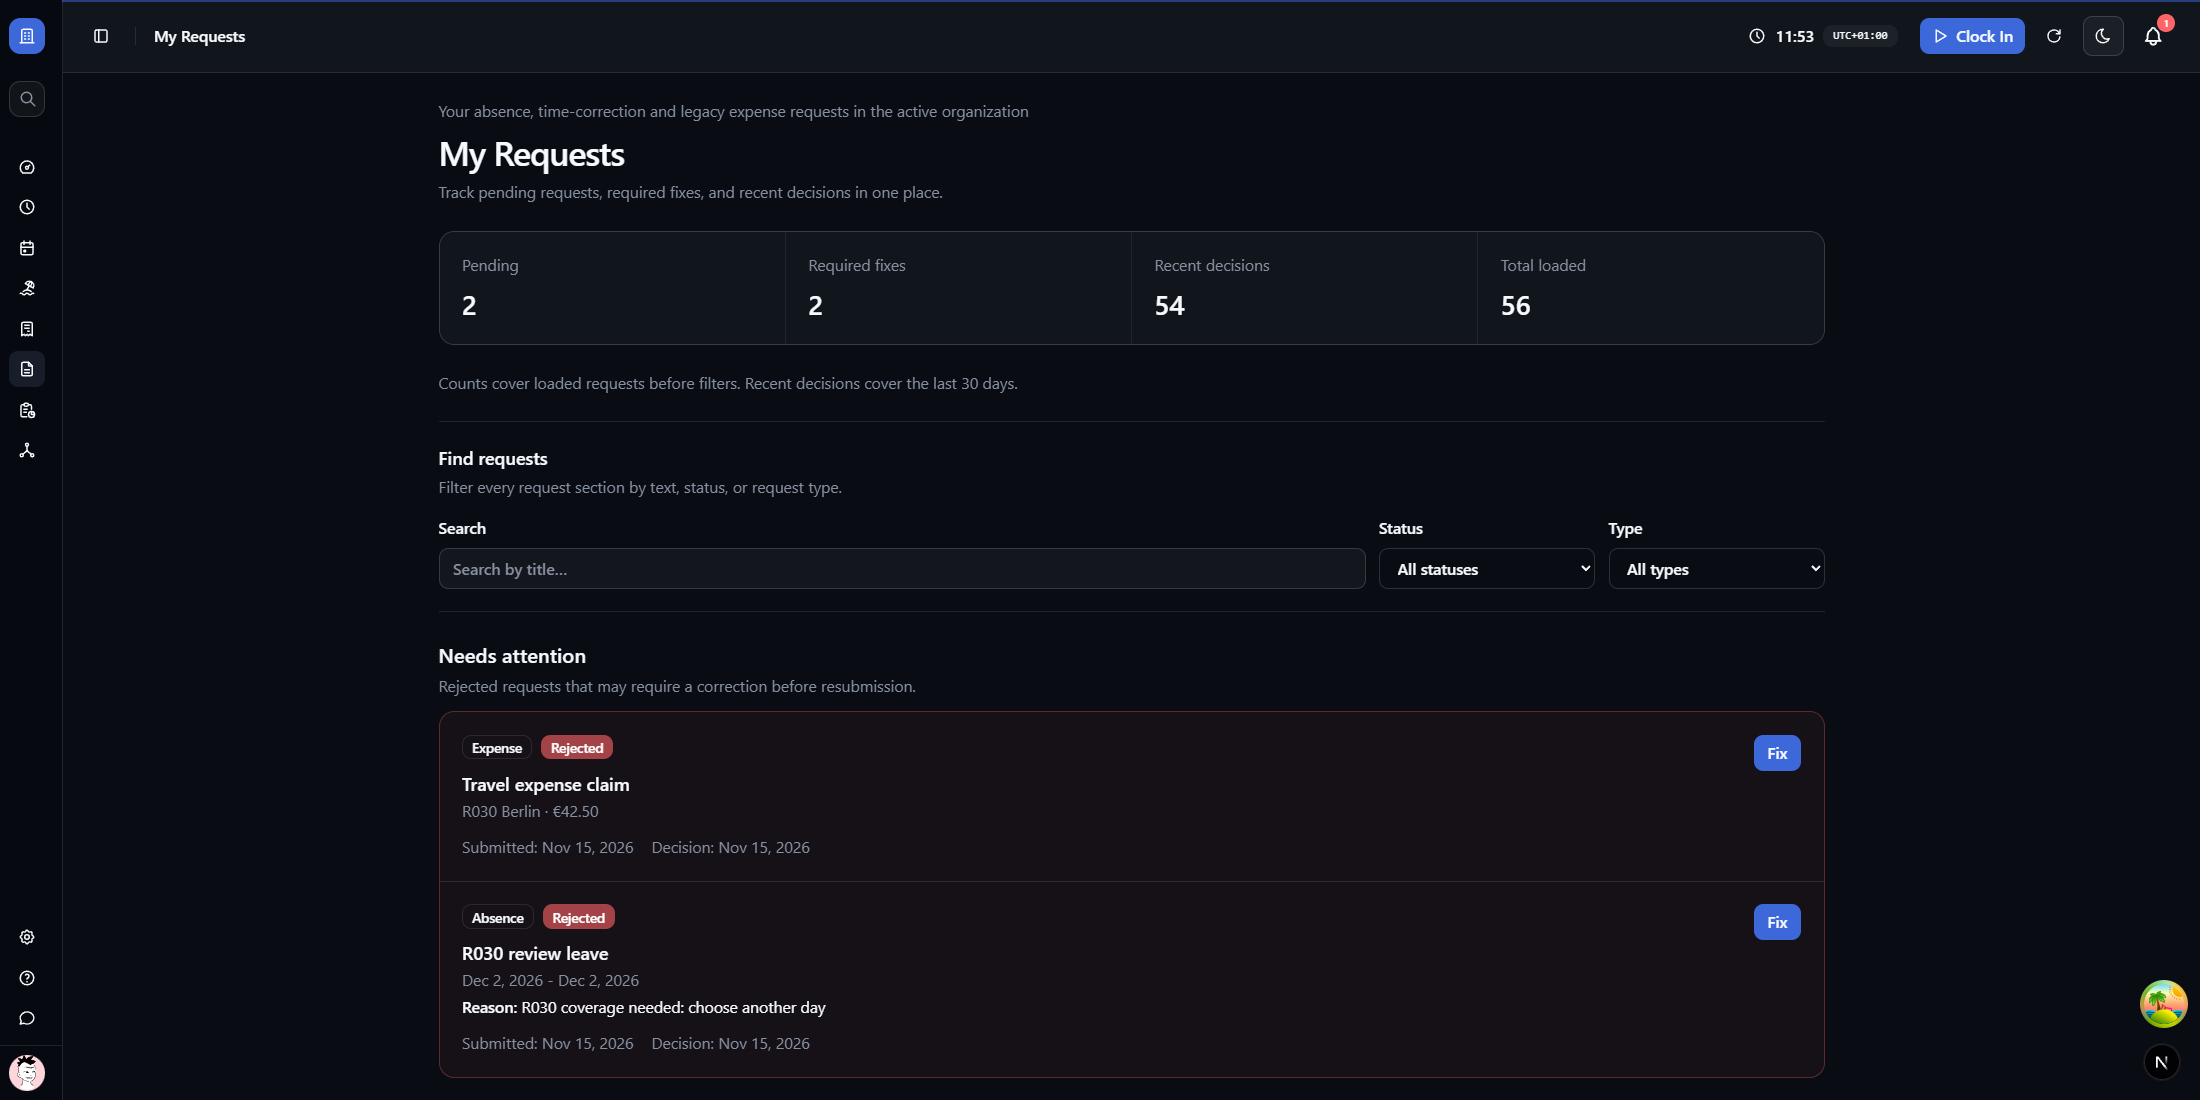 My Requests
11:53
UTC+01:00
Clock In
1
Your absence, time-correction and legacy expense requests in the active organization
My Requests
Track pending requests, required fixes, and recent decisions in one place.
Pending
2
Required fixes
2
Recent decisions
54
Total loaded
56
Counts cover loaded requests before filters. Recent decisions cover the last 30 days.
Find requests
Filter every request section by text, status, or request type.
Search
Search by title...
Status
All statuses
Type
All types
Needs attention
Rejected requests that may require a correction before resubmission.
Expense
Rejected
Fix
Travel expense claim
R030 Berlin · €42.50
Submitted: Nov 15, 2026 Decision: Nov 15, 2026
Absence
Rejected
Fix
R030 review leave
Dec 2, 2026 - Dec 2, 2026
Reason: R030 coverage needed: choose another day
Submitted: Nov 15, 2026 Decision: Nov 15, 2026
N